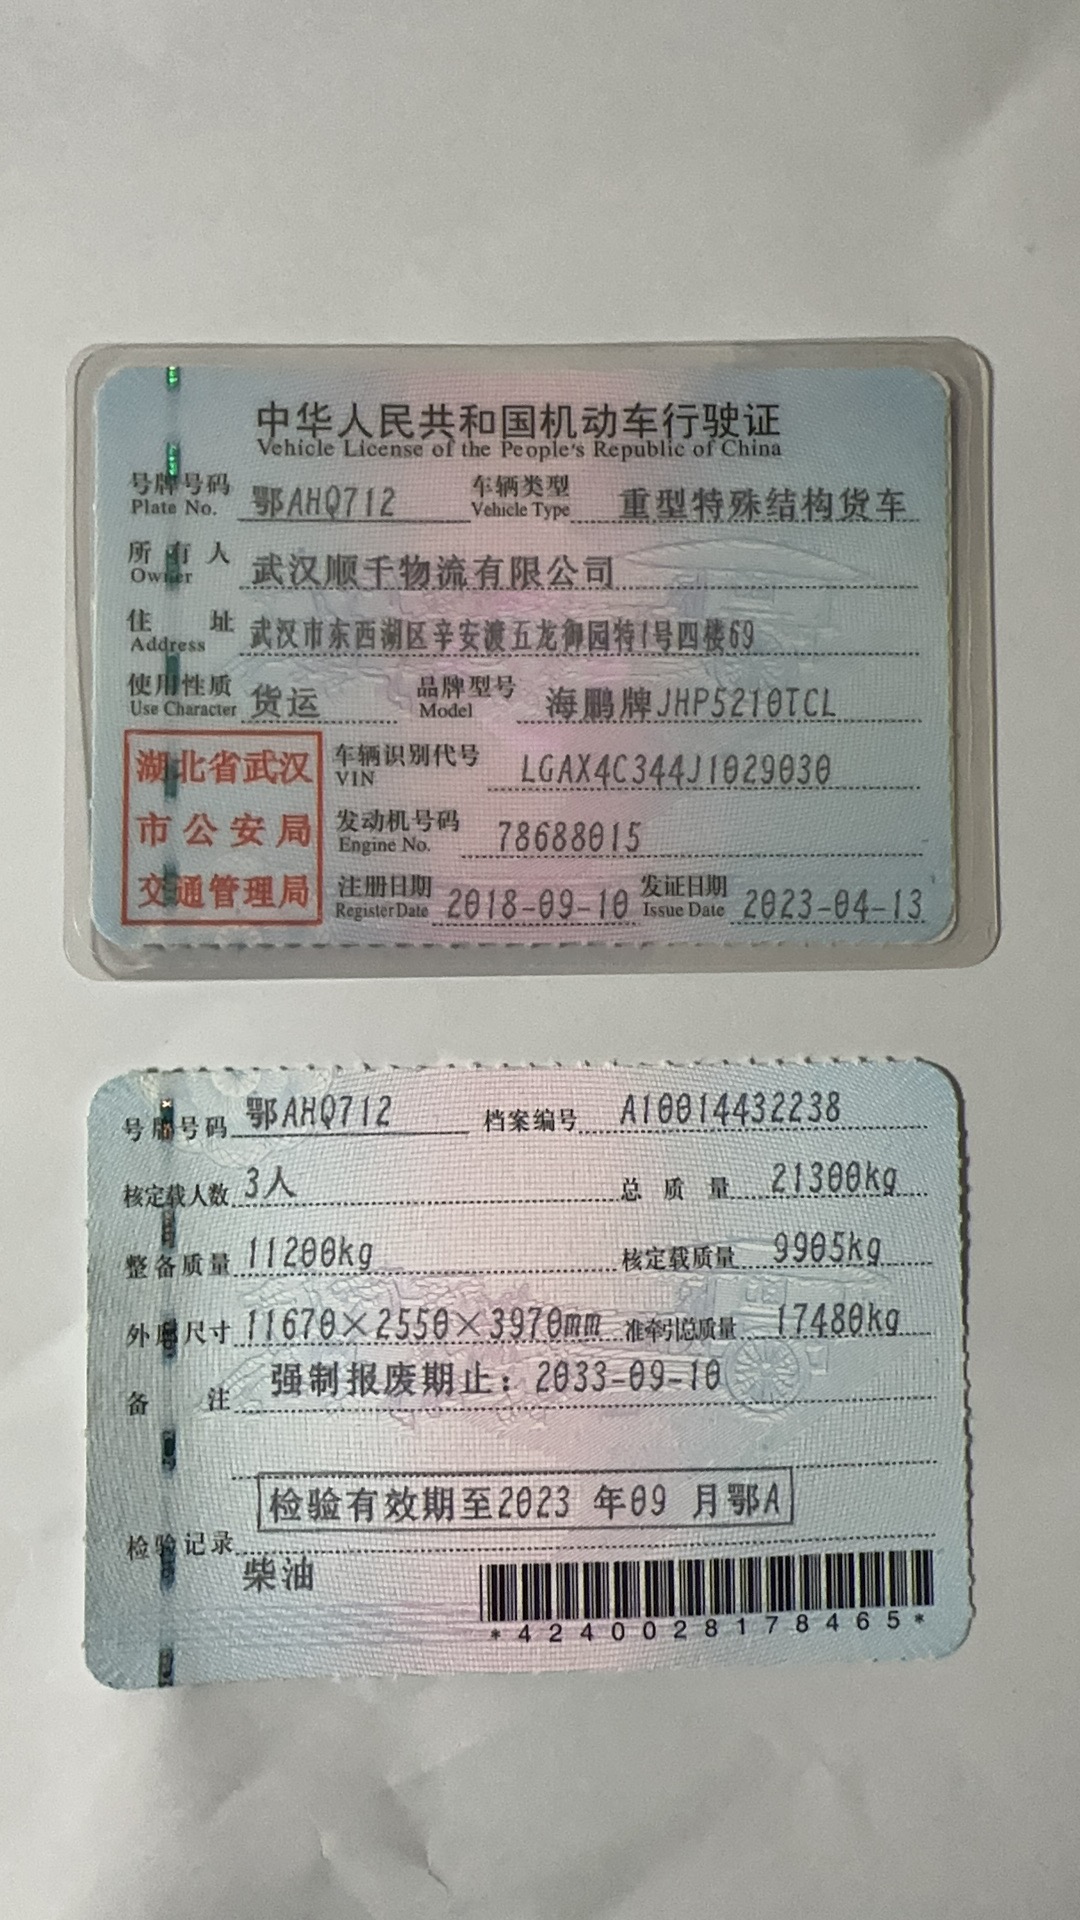 中华人民共和国机动车行驶证
Vehicle License of the People's Republic of China
号牌号码 鄂AHQ712 车辆类型 重型特殊结构货车
Plate No. Vehicle Type
所有人 武汉顺千物流有限公司
Owner
住址 武汉市东西湖区辛安渡五龙御园特1号四楼69
Address
使用性质 货运 品牌型号 海鹏牌JHP5210TCL
Use Character Model
湖北省武汉
市公安局
交通管理局
车辆识别代号 LGAX4C344J1029030
VIN
发动机号码 78688015
Engine No.
注册日期 2018-09-10 发证日期 2023-04-13
Register Date Issue Date
号牌号码 鄂AHQ712 档案编号 A10014432238
核定载人数 3人 总质量 21300kg
整备质量 11200kg 核定载质量 9905kg
外廓尺寸 11670×2550×3970mm 准牵引总质量 17480kg
备注 强制报废期止：2033-09-10
检验有效期至2023 年09 月鄂A
检验记录
柴油
*4240028178465*